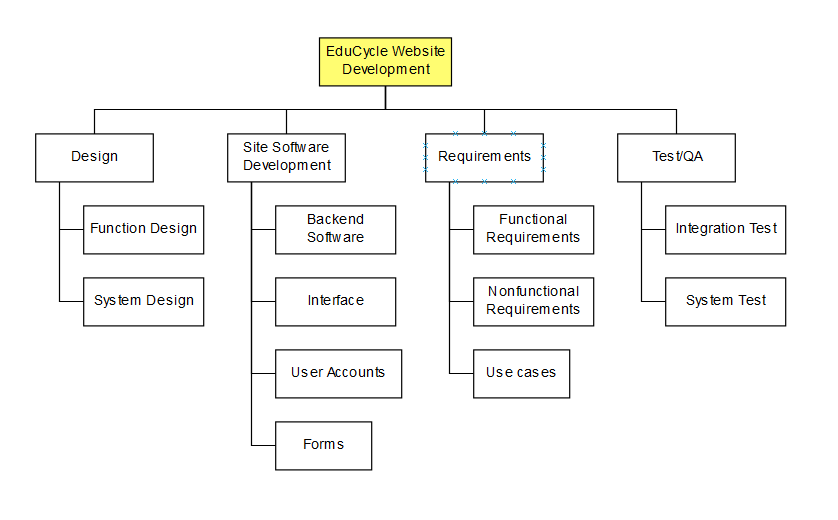 EduCycle Website
Development
Design
Function Design
System Design
Site Software
Development
Backend
Software
Interface
User Accounts
Forms
Requirements
Functional
Requirements
Nonfunctional
Requirements
Use cases
Test/QA
Integration Test
System Test